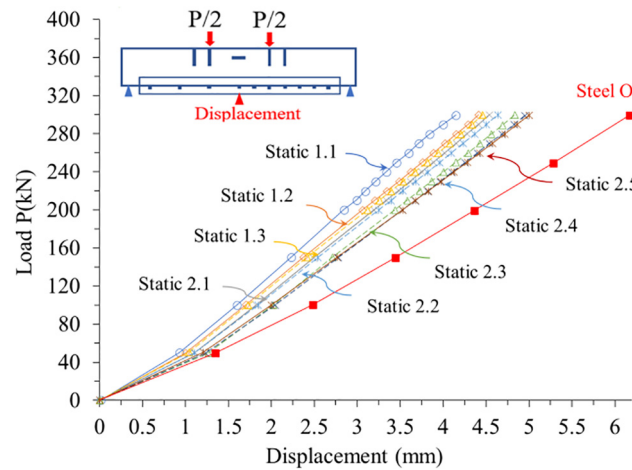 P/2 P/2
Displacement
Steel O
Static 1.1
Static 1.2
Static 1.3
Static 2.1
Static 2.2
Static 2.3
Static 2.4
Static 2.5
Load P(kN)
400
360
320
280
240
200
160
120
80
40
0
0 0.5 1 1.5 2 2.5 3 3.5 4 4.5 5 5.5 6
Displacement (mm)